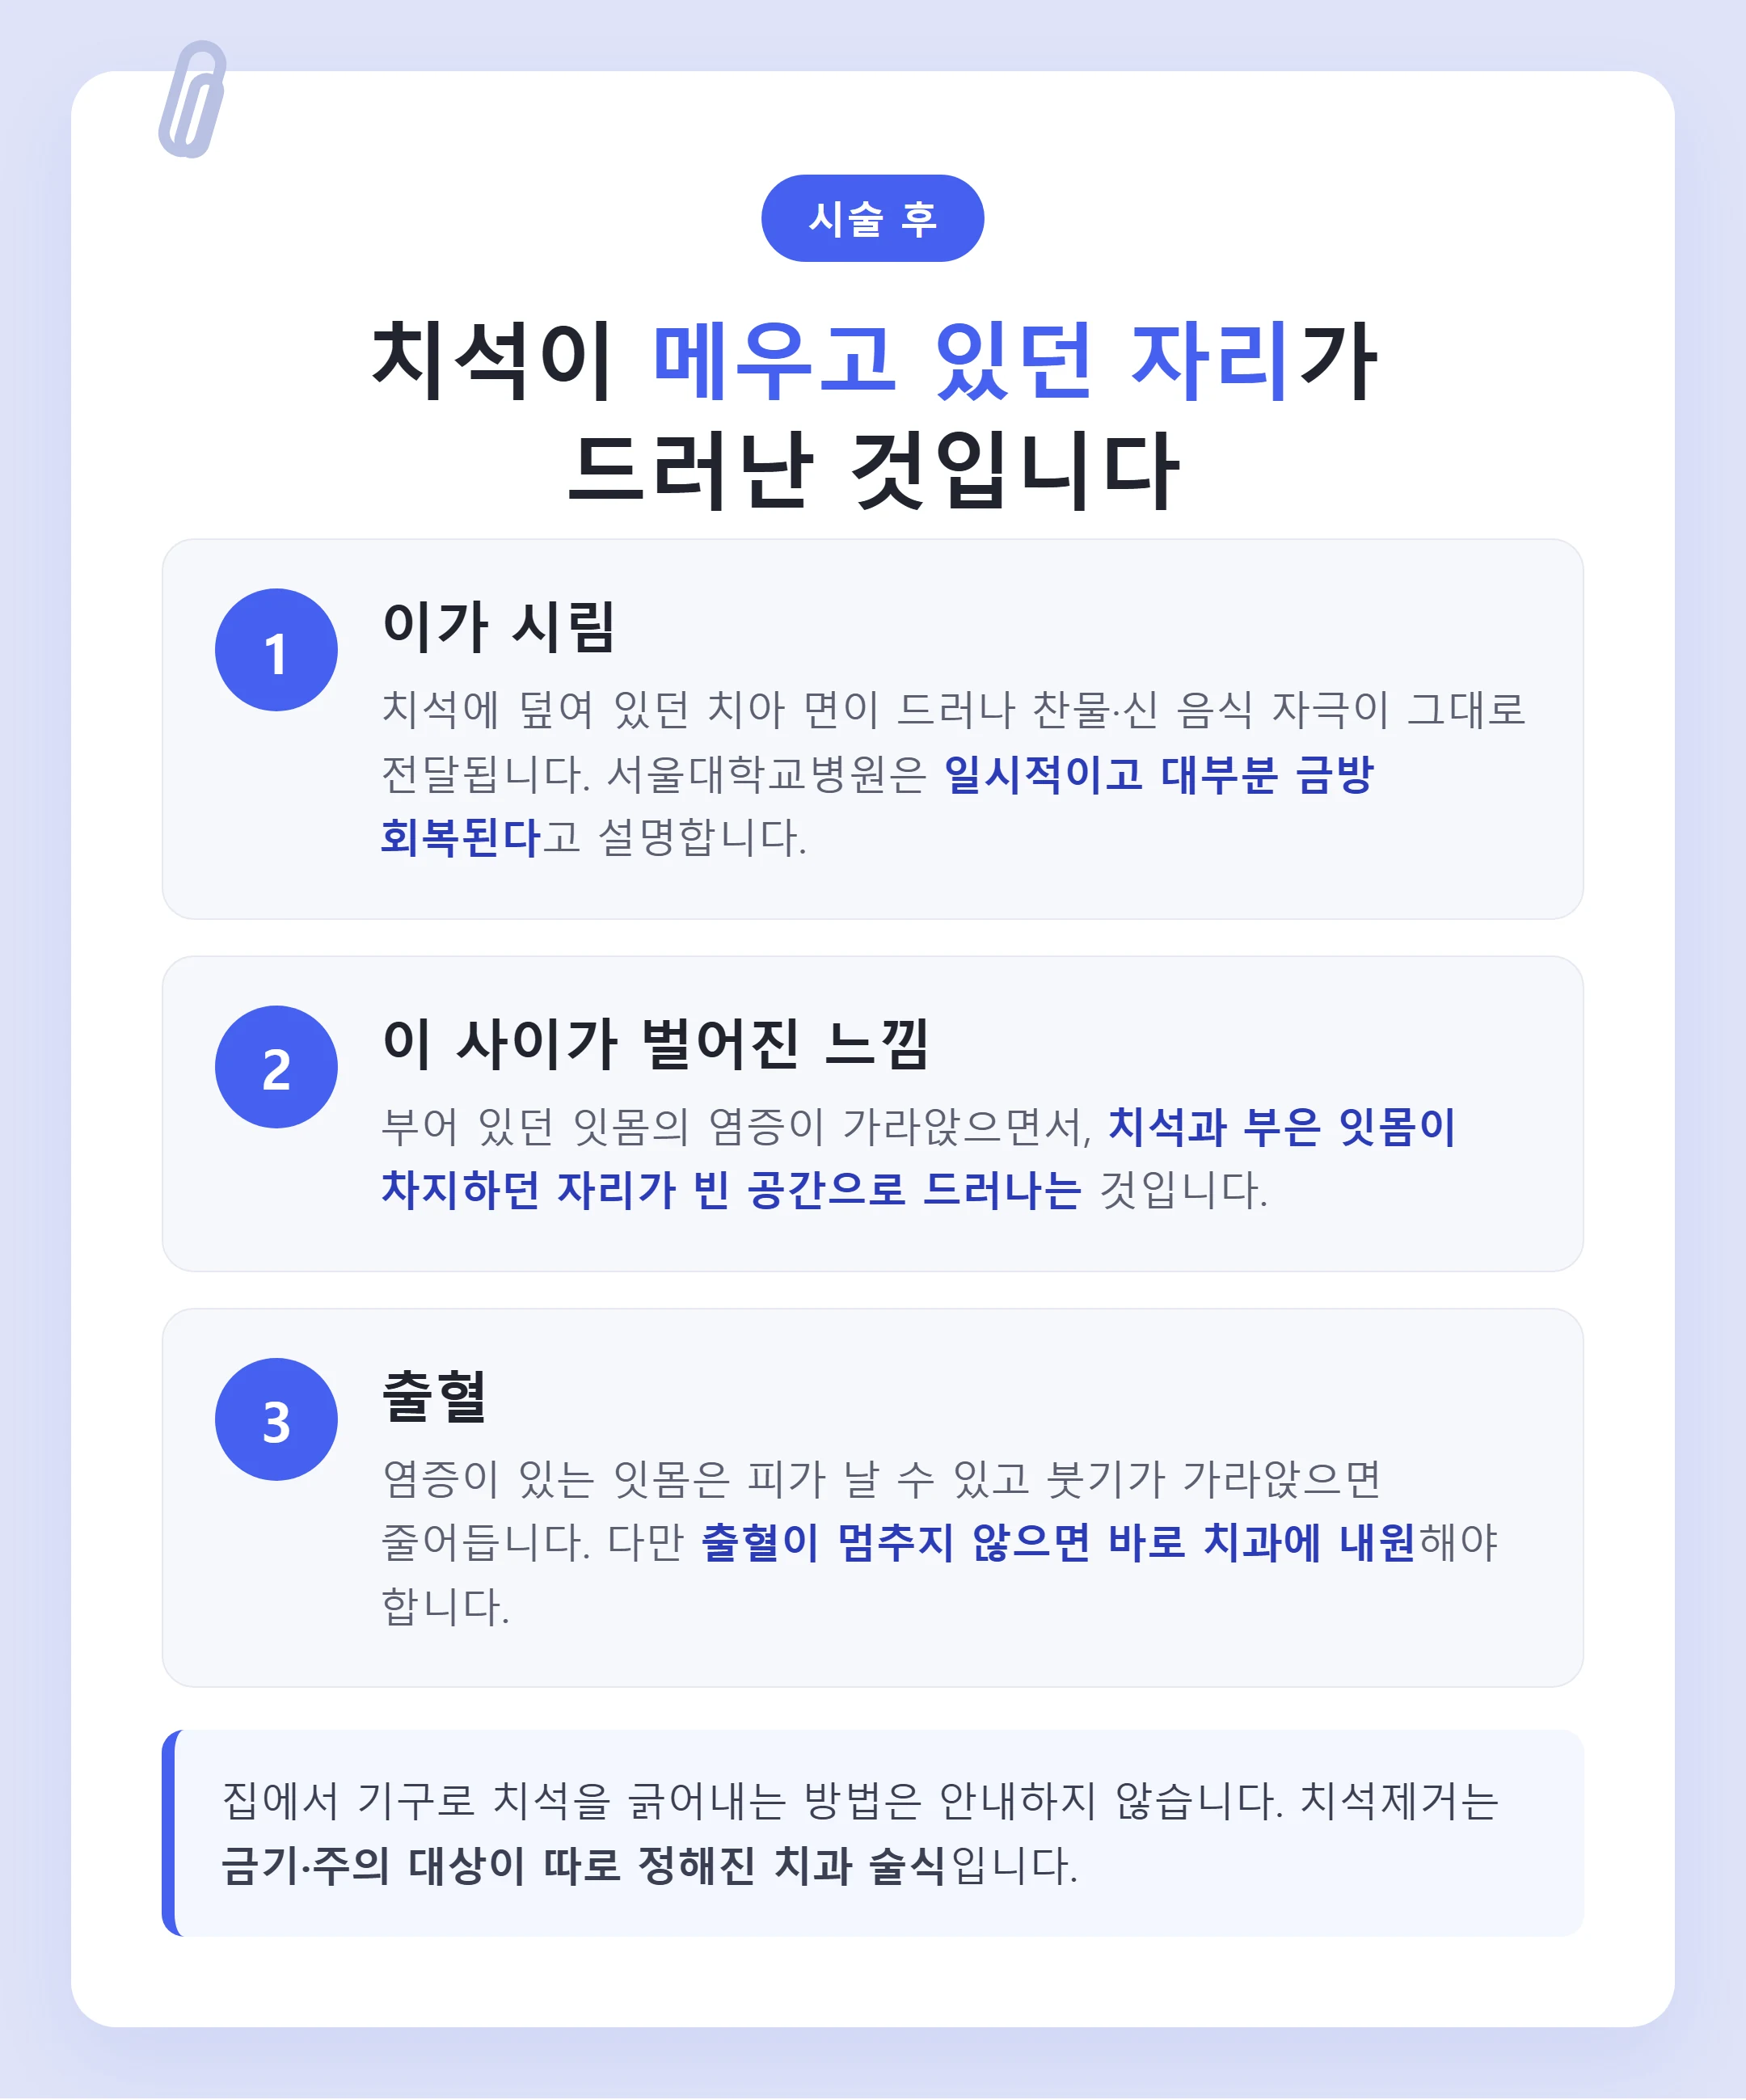 시술 후
치석이 메우고 있던 자리가
드러난 것입니다
1
이가 시림
치석에 덮여 있던 치아 면이 드러나 찬물·신 음식 자극이 그대로
전달됩니다. 서울대학교병원은 일시적이고 대부분 금방
회복된다고 설명합니다.
2
이 사이가 벌어진 느낌
부어 있던 잇몸의 염증이 가라앉으면서, 치석과 부은 잇몸이
차지하던 자리가 빈 공간으로 드러나는 것입니다.
3
출혈
염증이 있는 잇몸은 피가 날 수 있고 붓기가 가라앉으면
줄어듭니다. 다만 출혈이 멈추지 않으면 바로 치과에 내원해야
합니다.
집에서 기구로 치석을 긁어내는 방법은 안내하지 않습니다. 치석제거는
금기·주의 대상이 따로 정해진 치과 술식입니다.